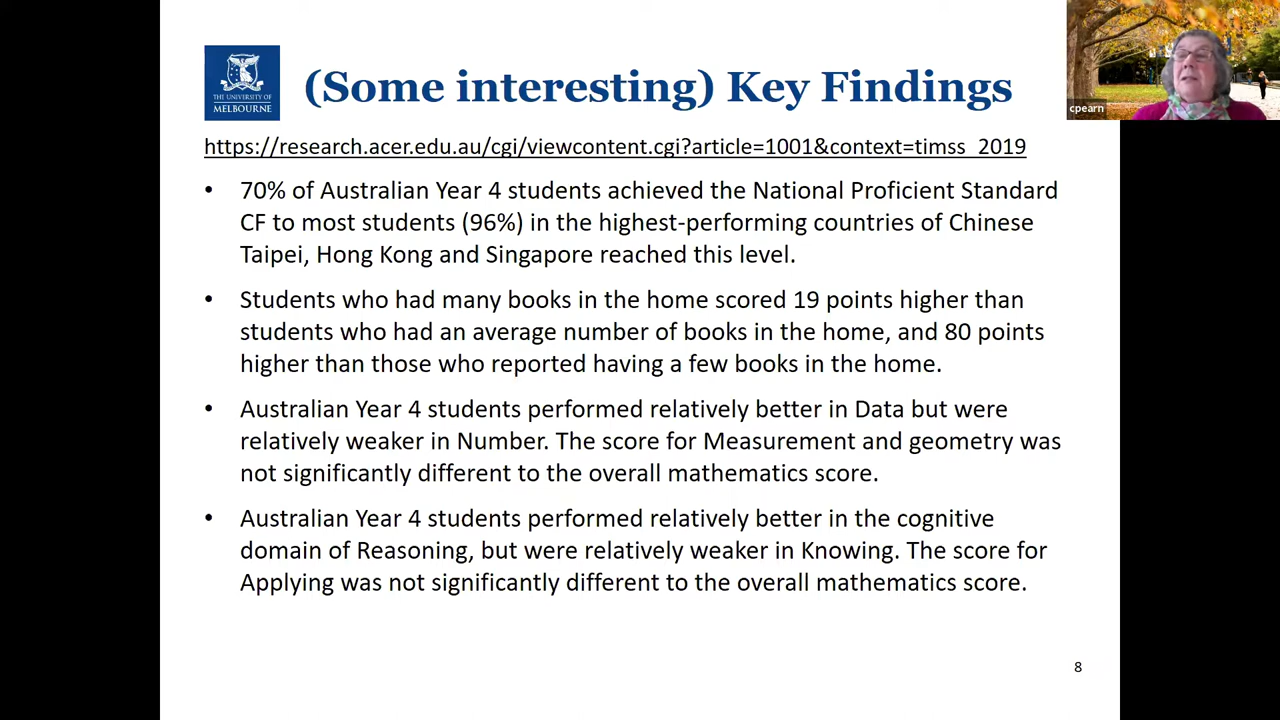 THE UNIVERSITY OF
MELBOURNE
(Some interesting) Key Findings
cpearn
https://research.acer.edu.au/cgi/viewcontent.cgi?article=1001&context=timss_2019
• 70% of Australian Year 4 students achieved the National Proficient Standard
CF to most students (96%) in the highest-performing countries of Chinese
Taipei, Hong Kong and Singapore reached this level.
• Students who had many books in the home scored 19 points higher than
students who had an average number of books in the home, and 80 points
higher than those who reported having a few books in the home.
• Australian Year 4 students performed relatively better in Data but were
relatively weaker in Number. The score for Measurement and geometry was
not significantly different to the overall mathematics score.
• Australian Year 4 students performed relatively better in the cognitive
domain of Reasoning, but were relatively weaker in Knowing. The score for
Applying was not significantly different to the overall mathematics score.
8